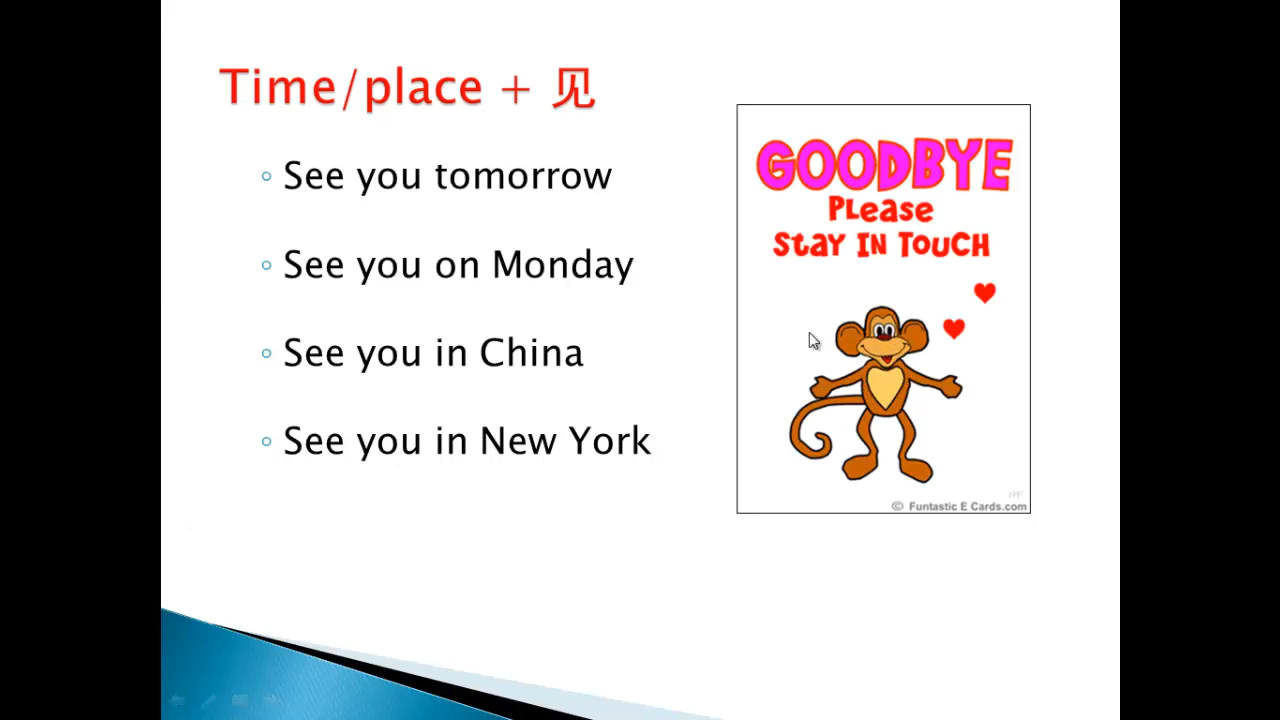 Time/place + 见
See you tomorrow
See you on Monday
See you in China
See you in New York
GOODBYE
PLease
Stay IN TOUCH
© Funtastic E Cards.com